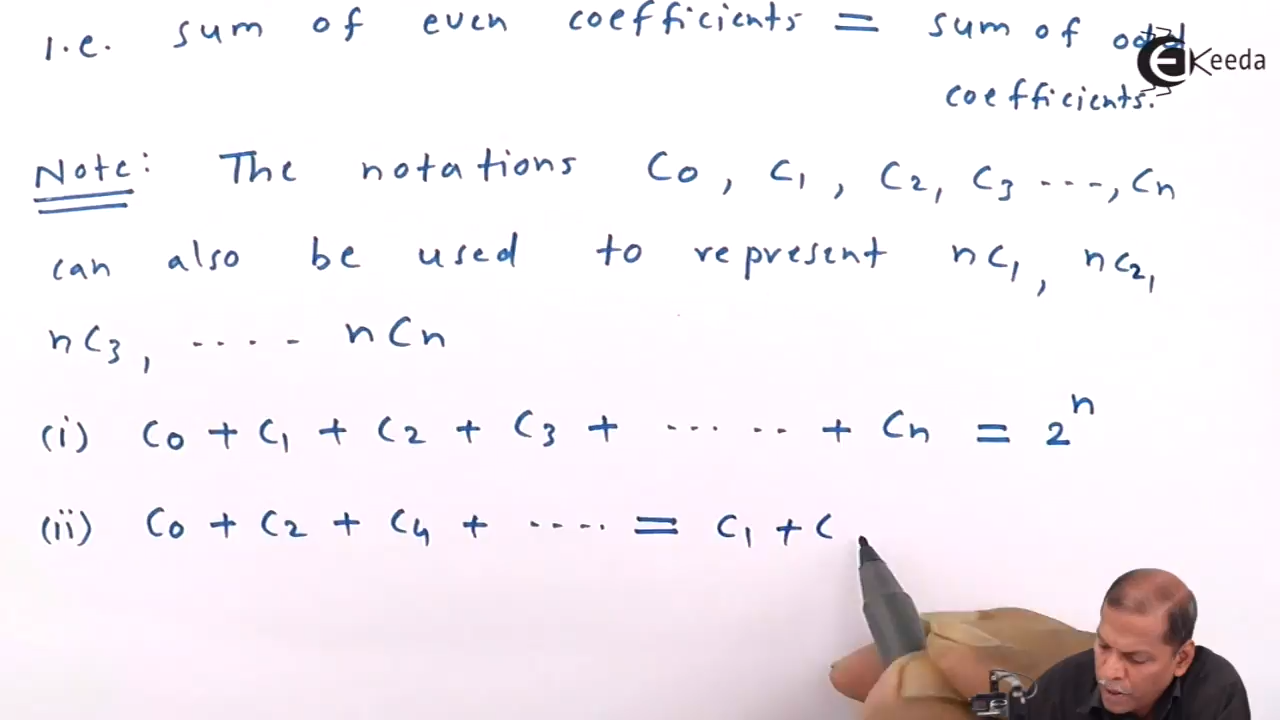 i.e. sum of even coefficients = sum of odd
coefficients.
EKeeda
Note: The notations C₀, C₁, C₂, C₃ ---, Cₙ
can also be used to represent nC₁, nC₂,
nC₃, ..... nCₙ
(i) C₀ + C₁ + C₂ + C₃ + ..... + Cₙ = 2ⁿ
(ii) C₀ + C₂ + C₄ + ..... = C₁ + C